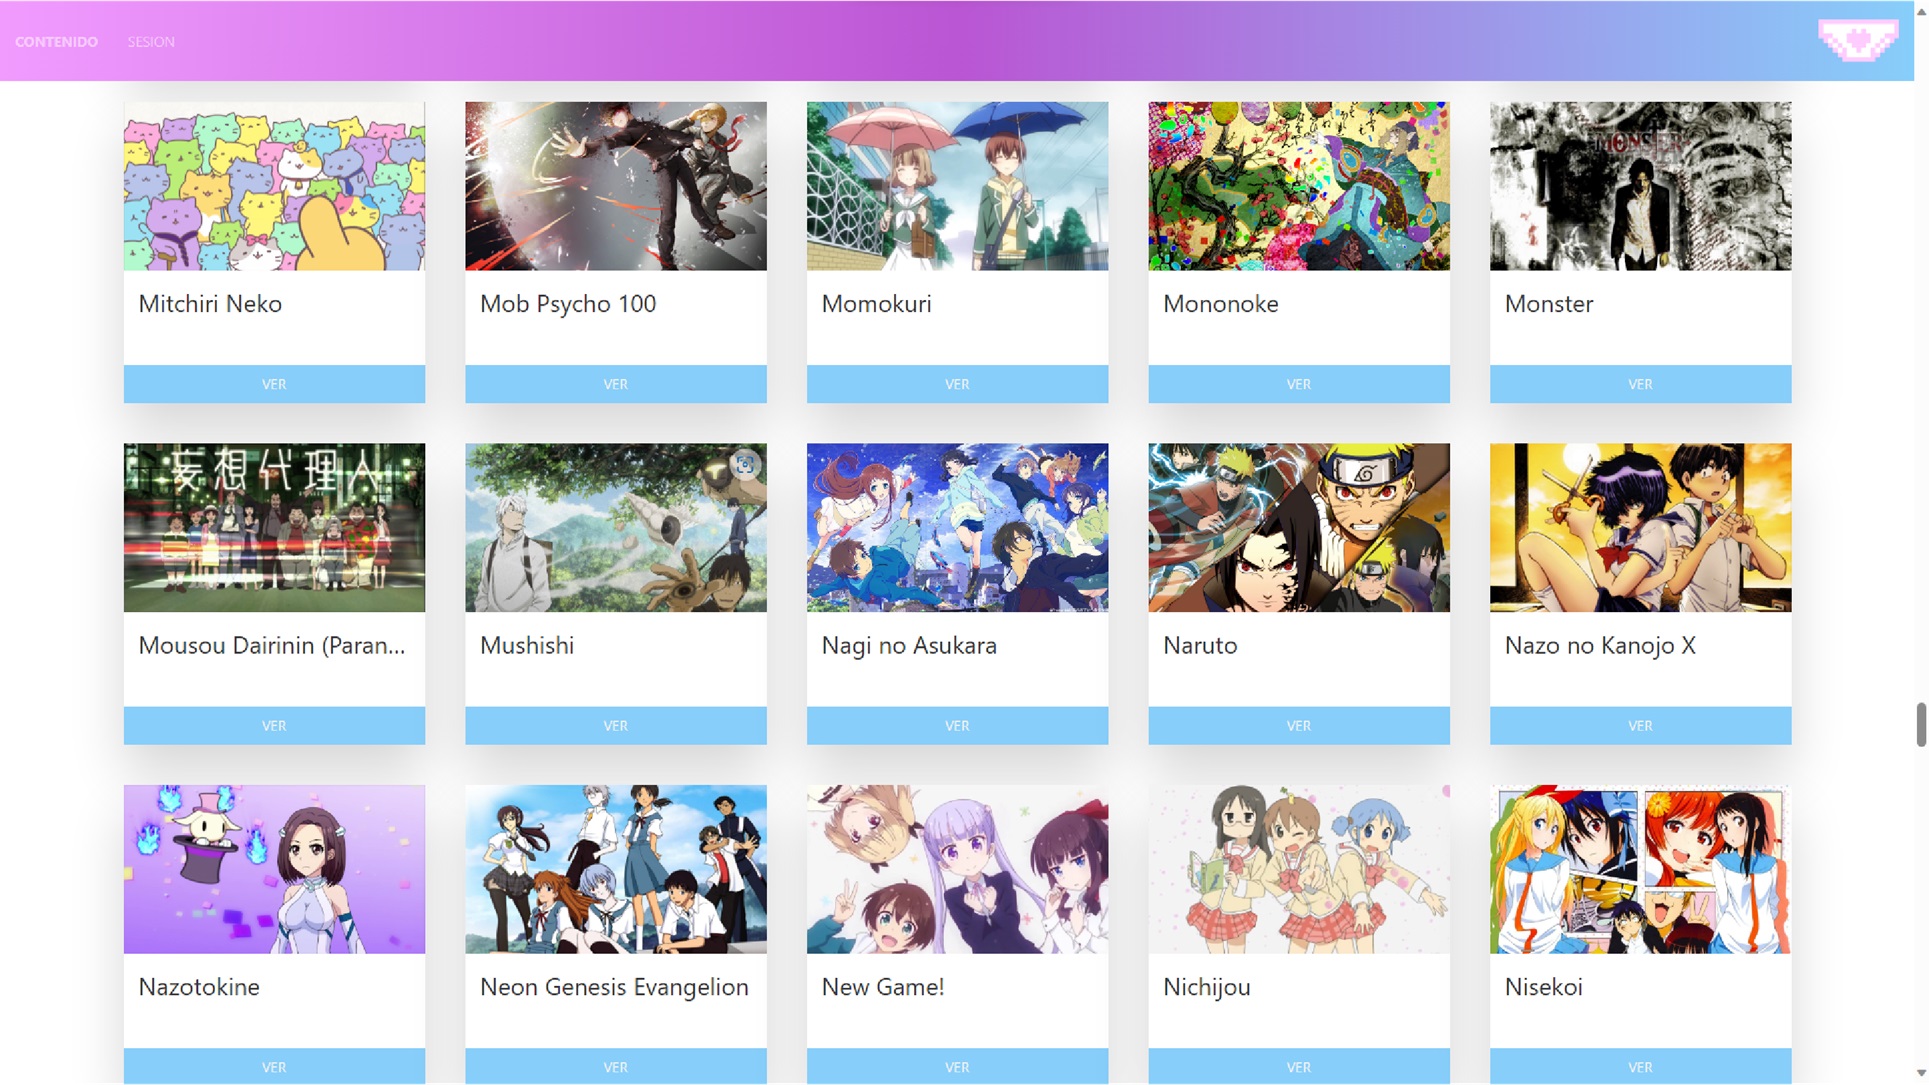 CONTENIDO SESION
MONSTER
Mitchiri Neko
Mob Psycho 100
Momokuri
Mononoke
Monster
VER
VER
VER
VER
VER
妄想代理人
Mousou Dairinin (Paran...
Mushishi
Nagi no Asukara
Naruto
Nazo no Kanojo X
VER
VER
VER
VER
VER
Nazotokine
Neon Genesis Evangelion
New Game!
Nichijou
Nisekoi
VER
VER
VER
VER
VER